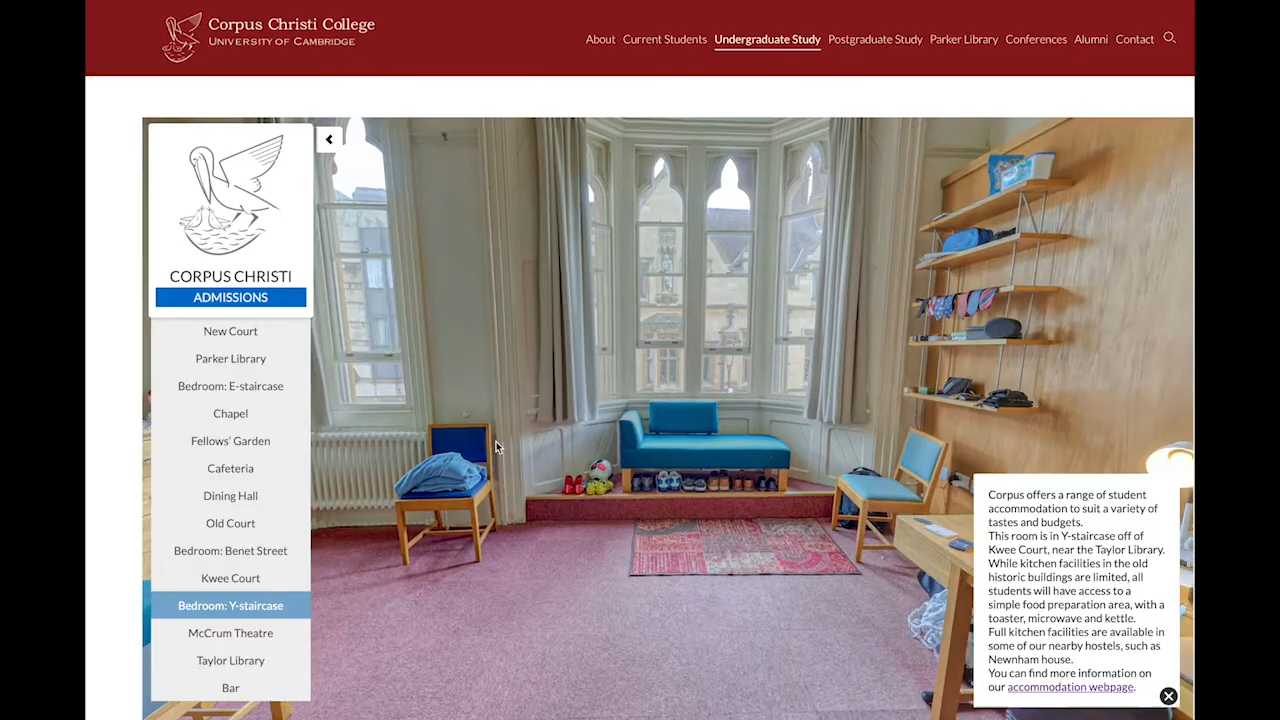 Corpus Christi College
University of Cambridge
About Current Students Undergraduate Study Postgraduate Study Parker Library Conferences Alumni Contact
CORPUS CHRISTI
ADMISSIONS
New Court
Parker Library
Bedroom: E-staircase
Chapel
Fellows' Garden
Cafeteria
Dining Hall
Old Court
Bedroom: Benet Street
Kwee Court
Bedroom: Y-staircase
McCrum Theatre
Taylor Library
Bar
Corpus offers a range of student
accommodation to suit a variety of
tastes and budgets.
This room is in Y-staircase off of
Kwee Court, near the Taylor Library.
While kitchen facilities in the old
historic buildings are limited, all
students will have access to a
simple food preparation area, with a
toaster, microwave and kettle.
Full kitchen facilities are available in
some of our nearby hostels, such as
Newnham house.
You can find more information on
our accommodation webpage.